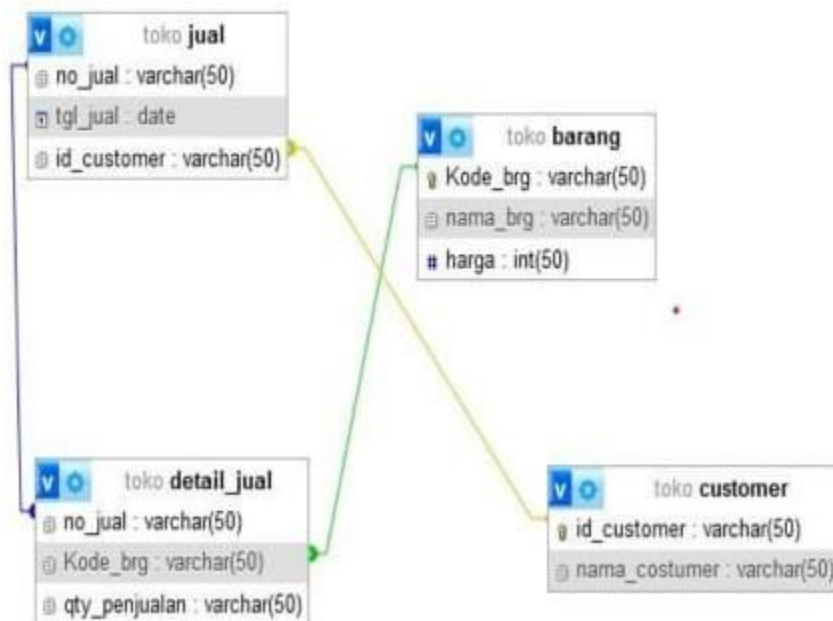 toko jual
no_jual : varchar(50)
tgl_jual : date
id_customer : varchar(50)
toko barang
Kode_brg : varchar(50)
nama_brg : varchar(50)
# harga : int(50)
toko detail_jual
no_jual : varchar(50)
Kode_brg : varchar(50)
qty_penjualan : varchar(50)
toko customer
id_customer : varchar(50)
nama_costumer : varchar(50)